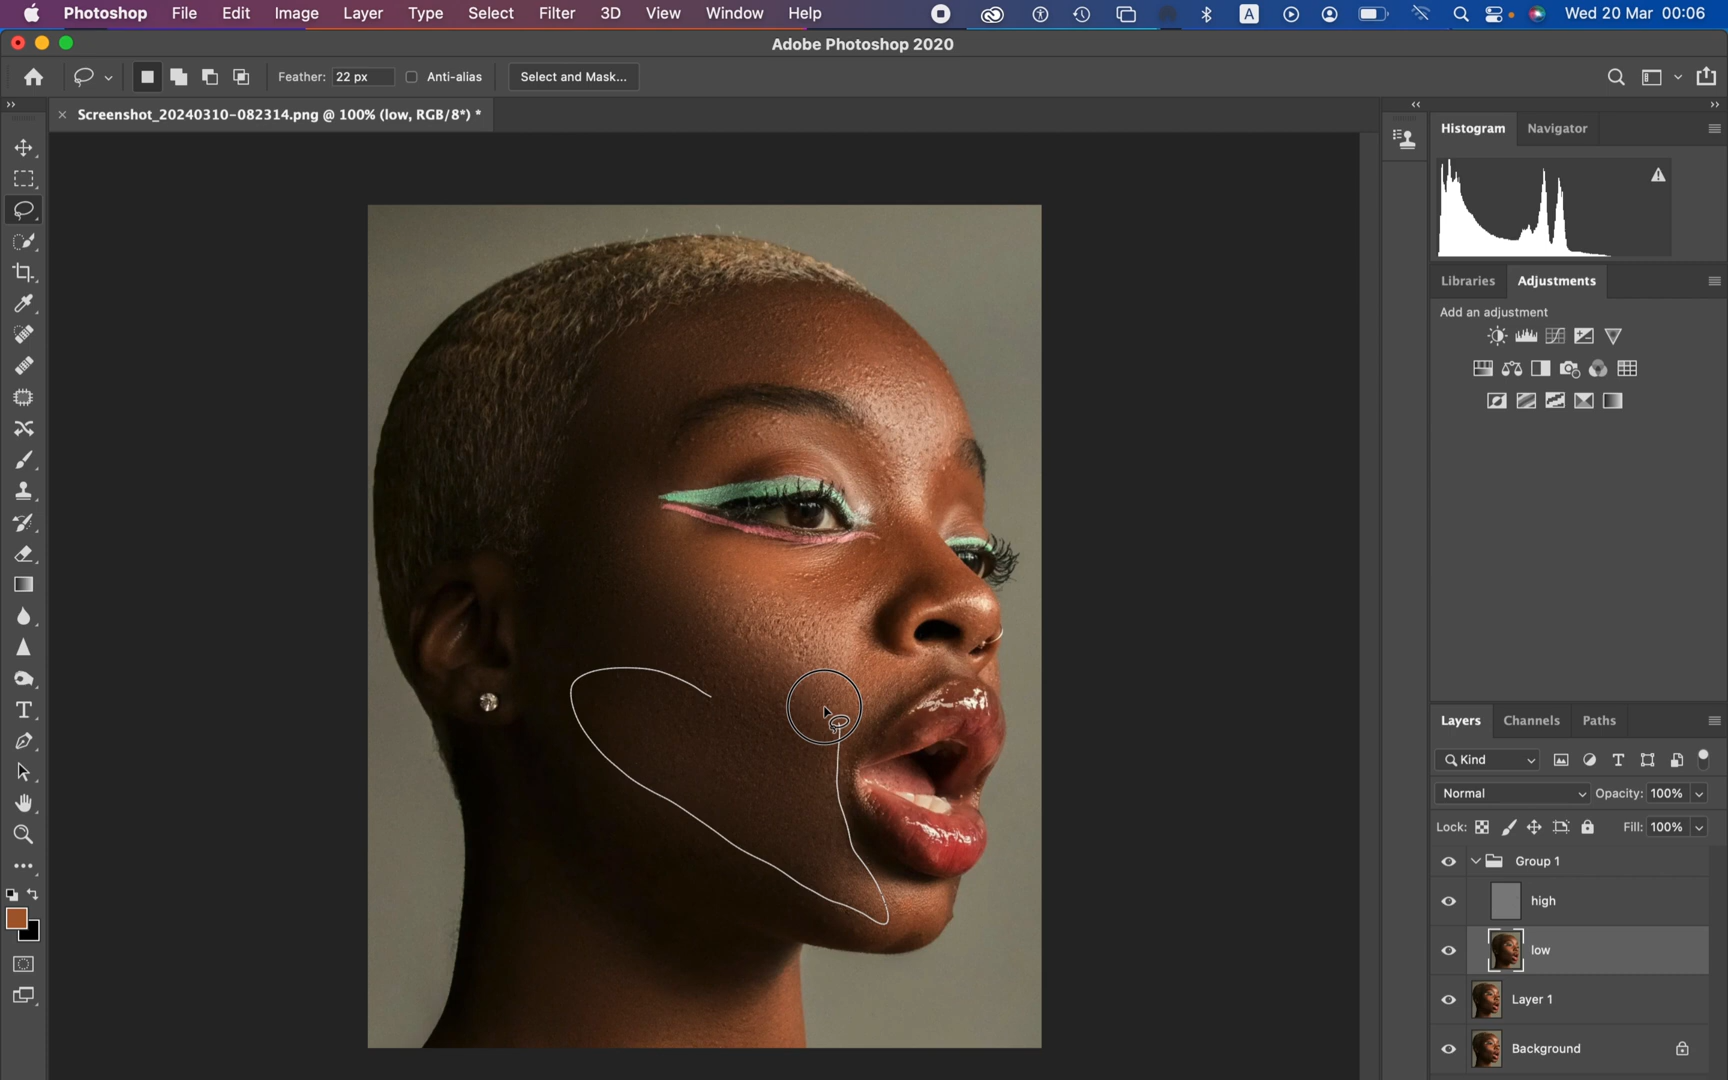 Photoshop File Edit Image Layer Type Select Filter 3D View Window Help A Wed 20 Mar 00:06
Adobe Photoshop 2020
Feather: 22 px Anti-alias Select and Mask...
Screenshot_20240310-082314.png @ 100% (low, RGB/8*) *
Histogram Navigator
Libraries Adjustments
Add an adjustment
Layers Channels Paths
Kind
Normal Opacity: 100%
Lock: Fill: 100%
Group 1
high
low
Layer 1
Background